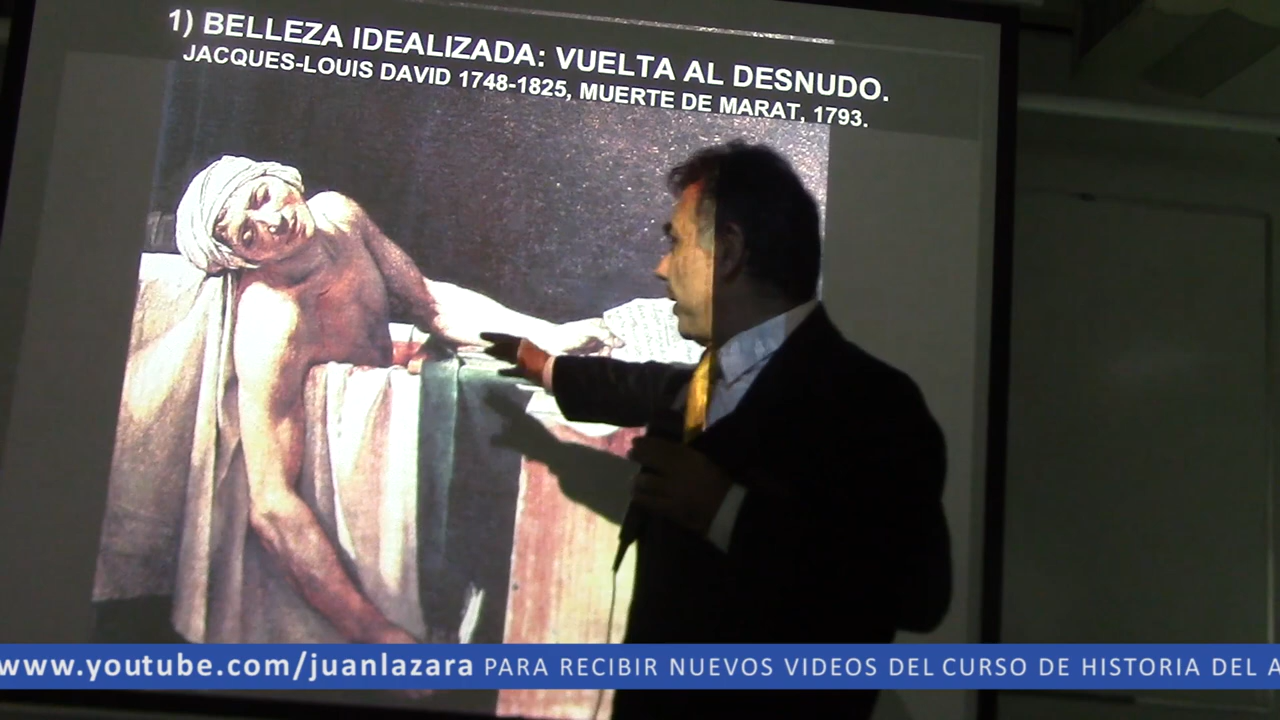 1) BELLEZA IDEALIZADA: VUELTA AL DESNUDO.
JACQUES-LOUIS DAVID 1748-1825, MUERTE DE MARAT, 1793.
www.youtube.com/juanlazara PARA RECIBIR NUEVOS VIDEOS DEL CURSO DE HISTORIA DEL A